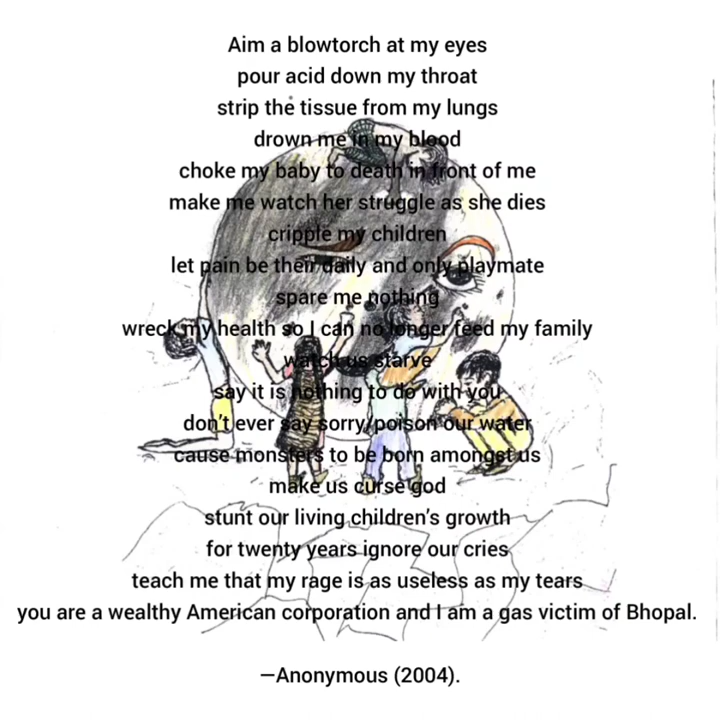 Aim a blowtorch at my eyes
pour acid down my throat
strip the tissue from my lungs
drown me in my blood
choke my baby to death in front of me
make me watch her struggle as she dies
cripple my children
let pain be their daily and only playmate
spare me nothing
wreck my health so I can no longer feed my family
watch us starve
say it is nothing to do with you
don't ever say sorry/poison our water
cause monsters to be born amongst us
make us curse god
stunt our living children's growth
for twenty years ignore our cries
teach me that my rage is as useless as my tears
you are a wealthy American corporation and I am a gas victim of Bhopal.
—Anonymous (2004).